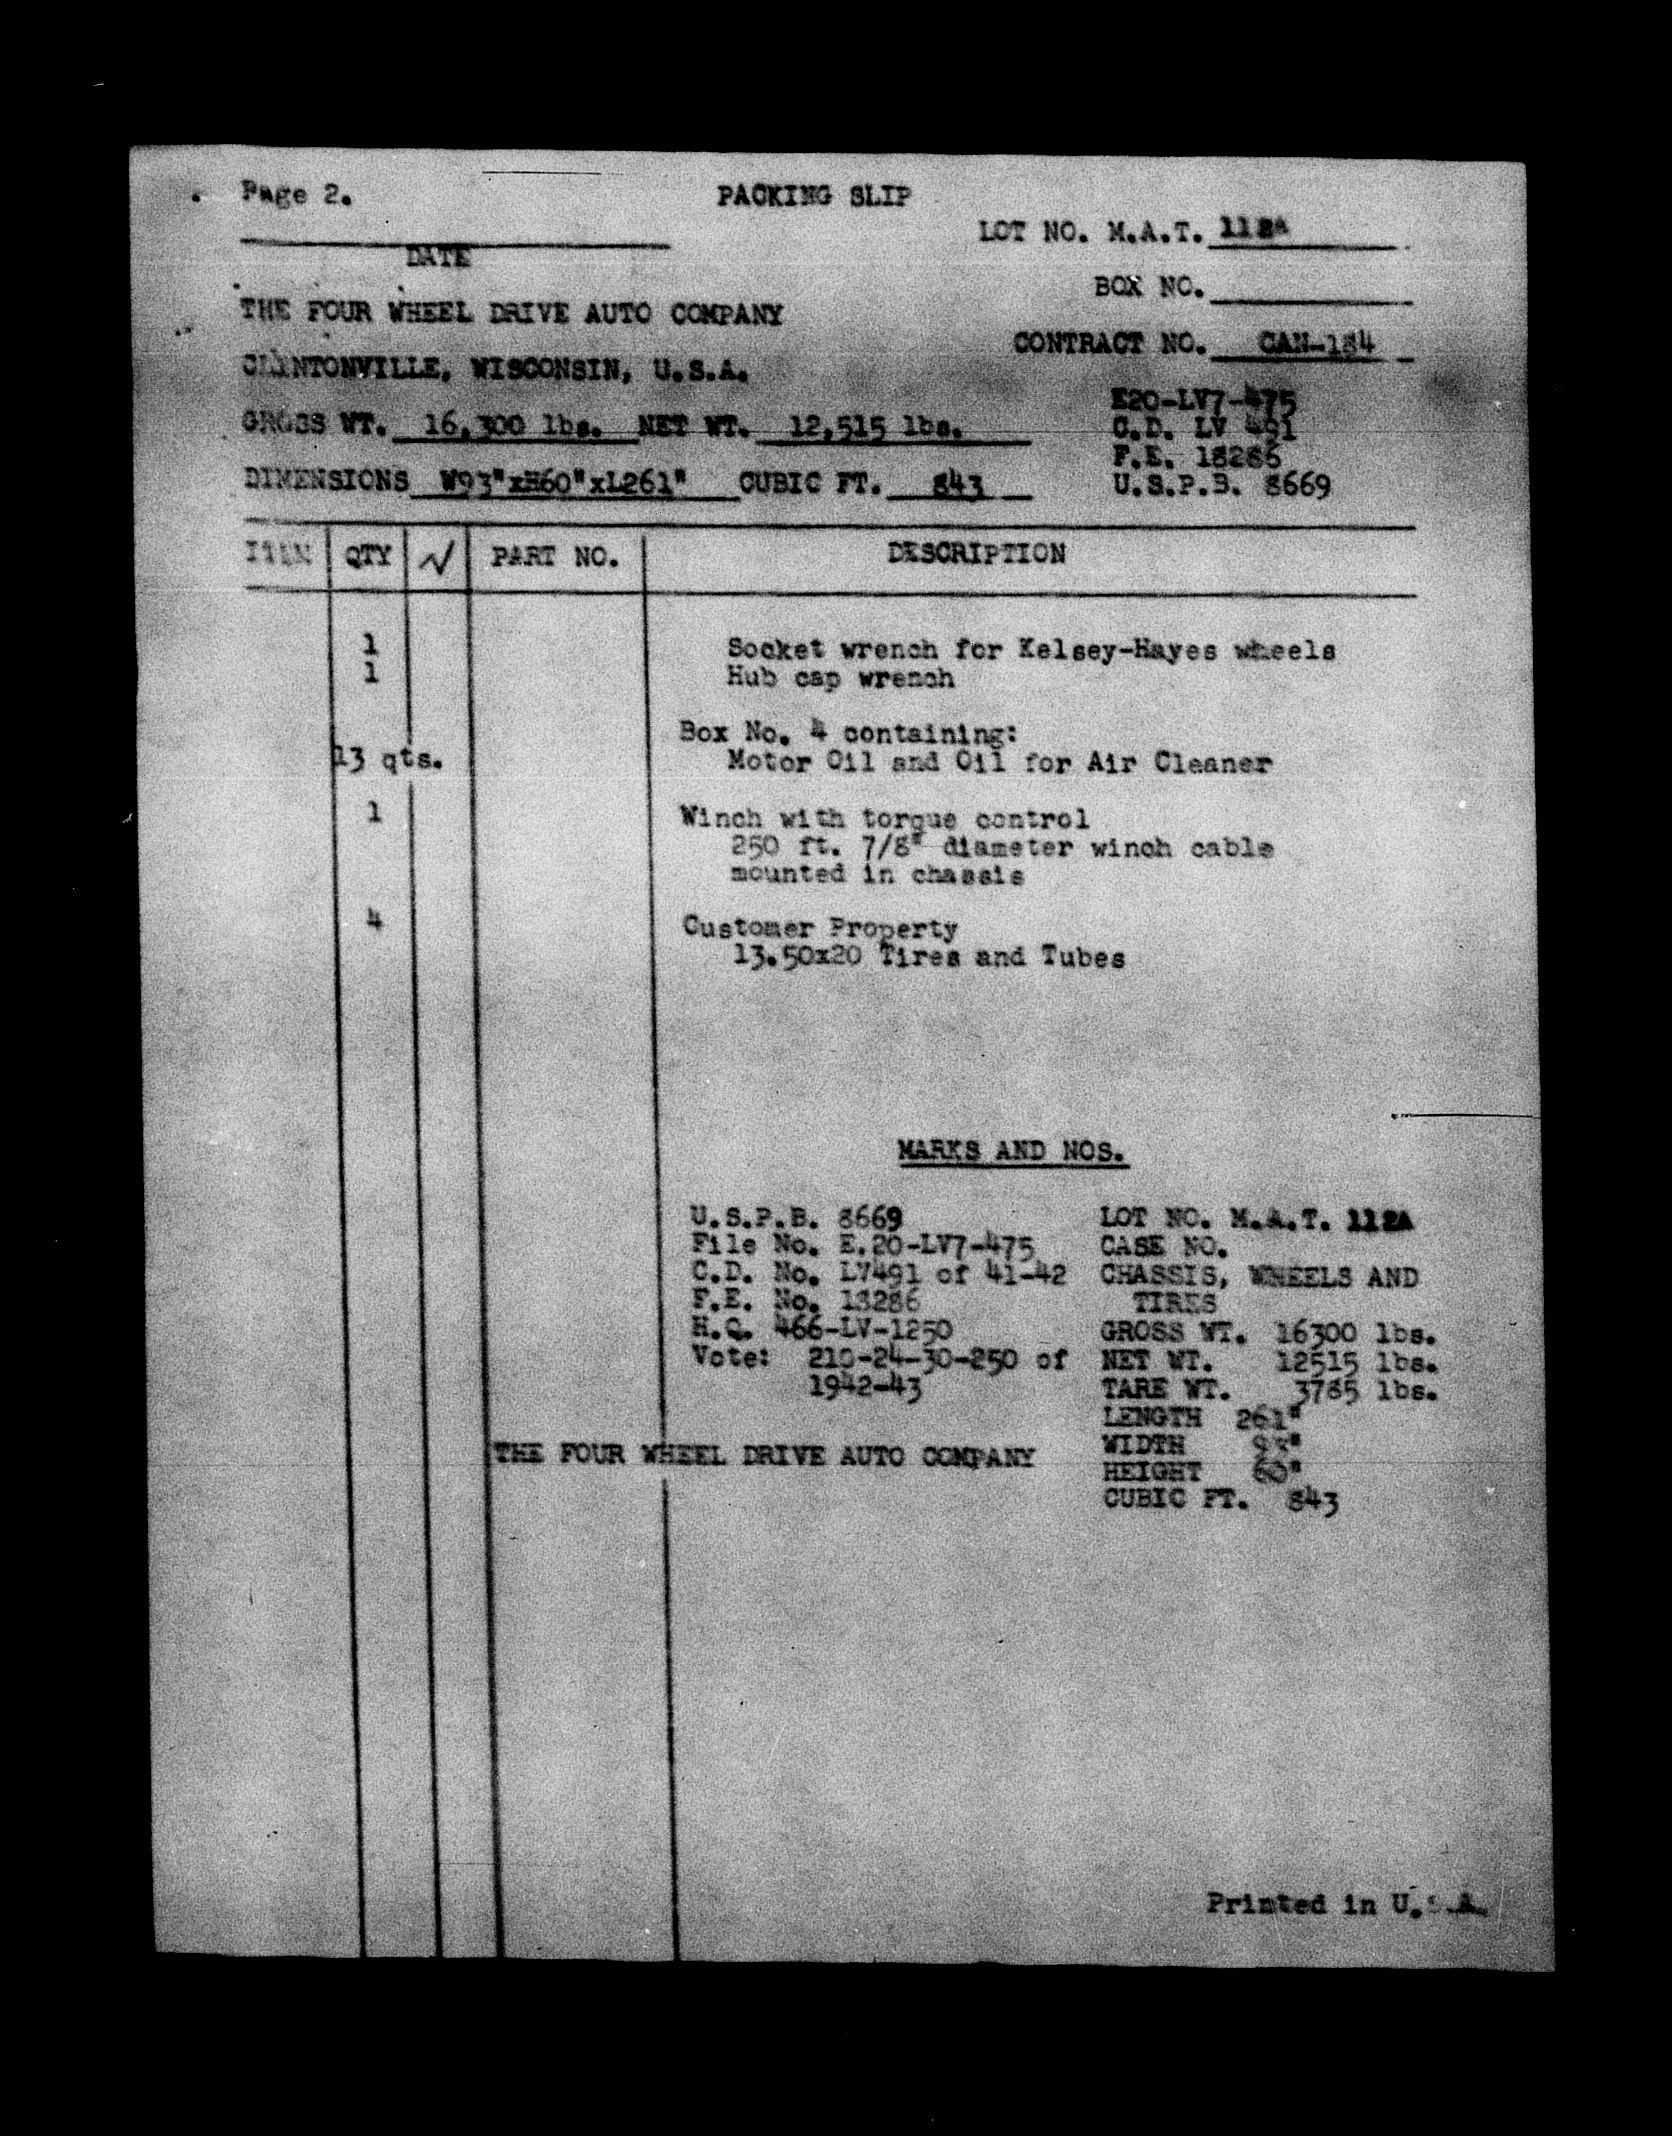 Page 2.
PACKING SLIP
LOT NO. M.A.T. 112A
DATE
BOX NO.
THE FOUR WHEEL DRIVE AUTO COMPANY
CONTRACT NO. CAN-184
CLINTONVILLE, WISCONSIN, U.S.A.
E20-LV7-475
GROSS WT. 16,300 lbs. NET WT. 12,515 lbs.
C.D. LV 491
F.E. 18286
DIMENSIONS W93"xH60"xL261" CUBIC FT. 843
U.S.P.B. 8669
ITEM QTY √ PART NO. DESCRIPTION
1 Socket wrench for Kelsey-Hayes wheels
1 Hub cap wrench
Box No. 4 containing:
13 qts. Motor Oil and Oil for Air Cleaner
1 Winch with torque control
250 ft. 7/8" diameter winch cable
mounted in chassis
4 Customer Property
13.50x20 Tires and Tubes
MARKS AND NOS.
U.S.P.B. 8669 LOT NO. M.A.T. 112A
File No. E.20-LV7-475 CASE NO.
C.D. No. LV491 of 41-42 CHASSIS, WHEELS AND
F.E. No. 18286 TIRES
H.Q. 466-LV-1250 GROSS WT. 16300 lbs.
Vote: 210-24-30-250 of NET WT. 12515 lbs.
1942-43 TARE WT. 3785 lbs.
LENGTH 261"
WIDTH 93"
THE FOUR WHEEL DRIVE AUTO COMPANY
HEIGHT 60"
CUBIC FT. 843
Printed in U.S.A.